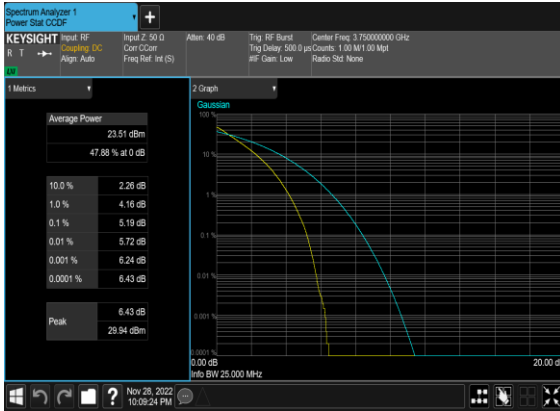 Spectrum Analyzer 1
Power Stat CCDF
+
KEYSIGHT
R T
LXI
Input: RF
Coupling: DC
Align: Auto
Input Z: 50 Ω
Corr CCorr
Freq Ref: Int (S)
Atten: 40 dB
Trig: RF Burst
Trig Delay: 500.0 µs
#IF Gain: Low
Center Freq: 3.750000000 GHz
Counts: 1.00 M/1.00 Mpt
Radio Std: None
1 Metrics
Average Power
23.51 dBm
47.88 % at 0 dB
10.0 % 2.26 dB
1.0 % 4.16 dB
0.1 % 5.19 dB
0.01 % 5.72 dB
0.001 % 6.24 dB
0.0001 % 6.43 dB
Peak
6.43 dB
29.94 dBm
2 Graph
Gaussian
100 %
10 %
1 %
0.1 %
0.01 %
0.001 %
0.0001 %
0.00 dB
20.00 d
Info BW 25.000 MHz
?
Nov 28, 2022
10:09:24 PM